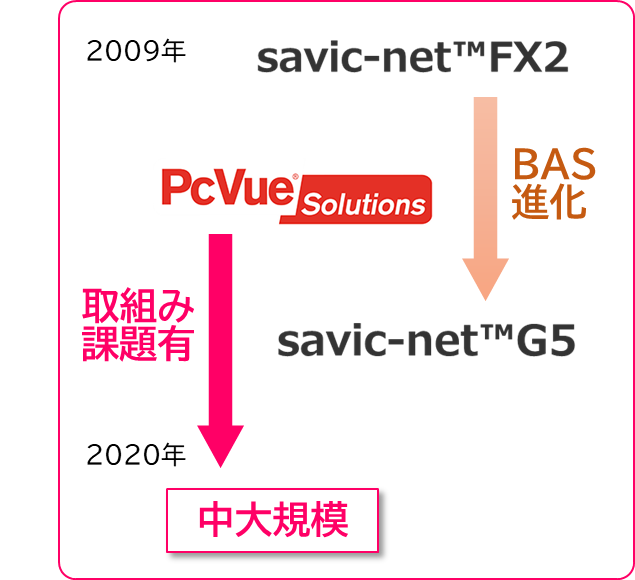 2009年
savic-net™FX2
BAS
進化
PcVue®
Solutions
取組み
課題有
savic-net™G5
2020年
中大規模